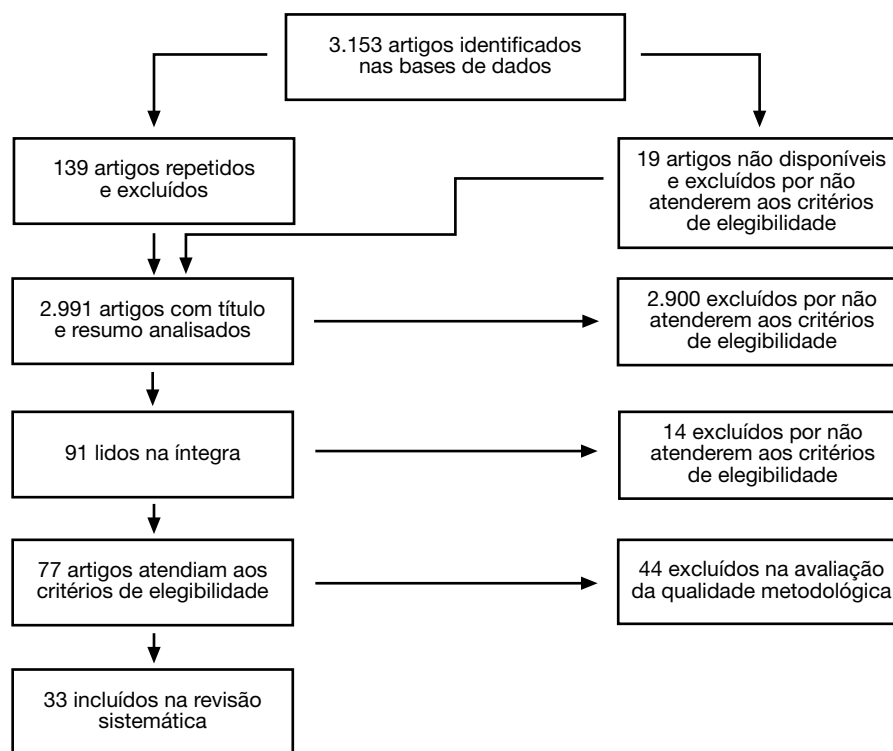 3.153 artigos identificados
nas bases de dados
139 artigos repetidos
e excluídos
19 artigos não disponíveis
e excluídos por não
atenderem aos critérios
de elegibilidade
2.991 artigos com título
e resumo analisados
2.900 excluídos por não
atenderem aos critérios
de elegibilidade
91 lidos na íntegra
14 excluídos por não
atenderem aos critérios
de elegibilidade
77 artigos atendiam aos
critérios de elegibilidade
44 excluídos na avaliação
da qualidade metodológica
33 incluídos na revisão
sistemática